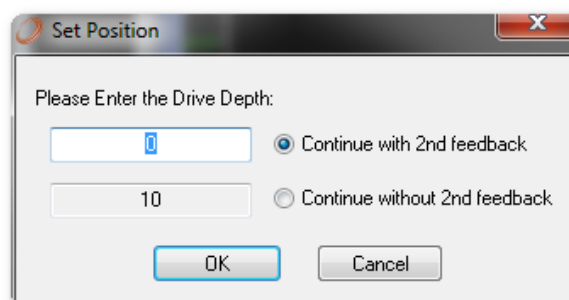 Set Position
Please Enter the Drive Depth:
0 Continue with 2nd feedback
10 Continue without 2nd feedback
OK Cancel